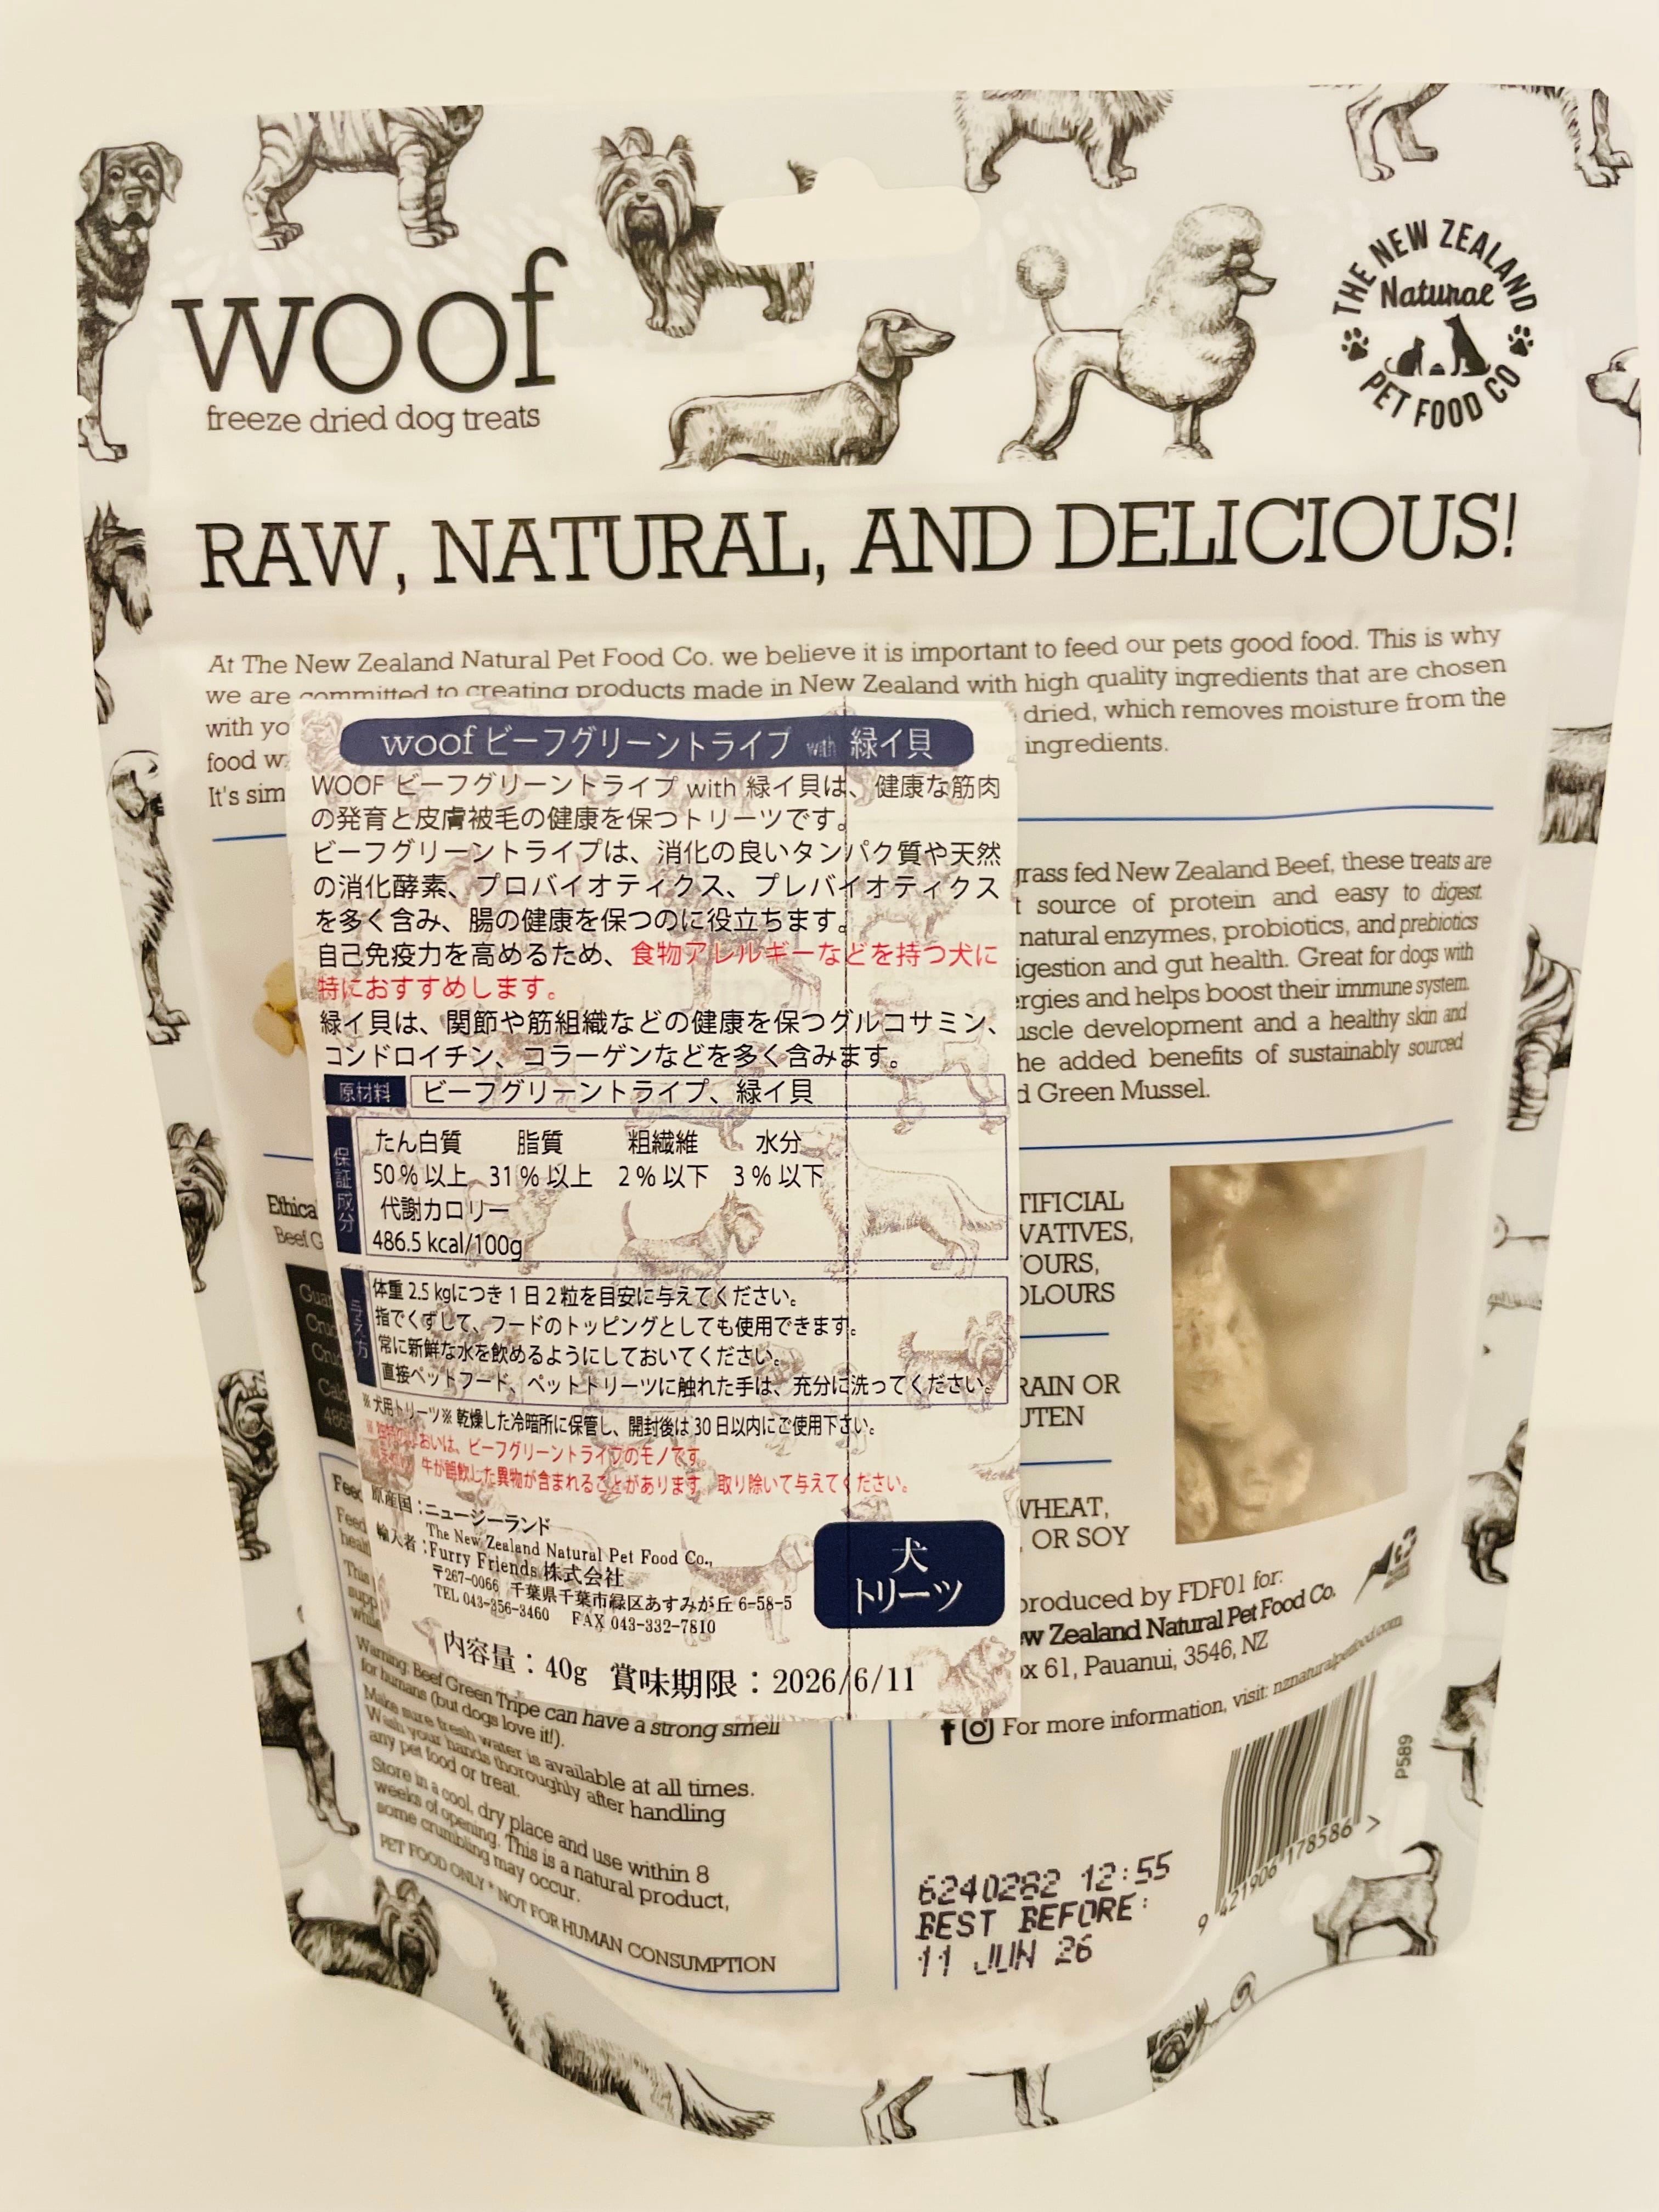 woof
freeze dried dog treats
THE NEW ZEALAND
Natural
PET FOOD CO
RAW, NATURAL, AND DELICIOUS!
At The New Zealand Natural Pet Food Co. we believe it is important to feed our pets good food. This is why
we are committed to creating products made in New Zealand with high quality ingredients that are chosen
with yo
dried, which removes moisture from the
food w
ingredients.
It's sim
woof ビーフグリーントライプ with 緑イ貝
WOOF ビーフグリーントライプ with 緑イ貝は、健康な筋肉
の発育と皮膚被毛の健康を保つトリーツです。
ビーフグリーントライプは、消化の良いタンパク質や天然
の消化酵素、プロバイオティクス、プレバイオティクス
を多く含み、腸の健康を保つのに役立ちます。
自己免疫力を高めるため、食物アレルギーなどを持つ犬に
特におすすめします。
緑イ貝は、関節や筋組織などの健康を保つグルコサミン、
コンドロイチン、コラーゲンなどを多く含みます。
原材料 ビーフグリーントライプ、緑イ貝
保証成分
たん白質 脂質 粗繊維 水分
50 % 以上 31 % 以上 2 % 以下 3 % 以下
代謝カロリー
486.5 kcal/100g
与え方
体重 2.5 kgにつき 1 日 2 粒を目安に与えてください。
指でくずして、フードのトッピングとしても使用できます。
常に新鮮な水を飲めるようにしておいてください。
直接ペットフード、ペットトリーツに触れた手は、充分に洗ってください。
※ 犬用トリーツ※ 乾燥した冷暗所に保管し、開封後は 30 日以内にご使用下さい。
おいは、ビーフグリーントライプのモノです。
牛が誤飲した異物が含まれることがあります。取り除いて与えてください。
原産国：ニュージーランド
The New Zealand Natural Pet Food Co.,
輸入者：Furry Friends 株式会社
〒267-0066 千葉県千葉市緑区あすみが丘 6-58-5
TEL 043-356-3460 FAX 043-332-7810
犬
トリーツ
内容量：40g 賞味期限：2026/6/11
grass fed New Zealand Beef, these treats are
source of protein and easy to digest.
natural enzymes, probiotics, and prebiotics
igestion and gut health. Great for dogs with
ergies and helps boost their immune system.
uscle development and a healthy skin and
he added benefits of sustainably sourced
d Green Mussel.
Ethica
Beef G
Guar
Cru
Cru
TIFICIAL
VATIVES,
OURS,
OLOURS
RAIN OR
UTEN
WHEAT,
OR SOY
Feed
Feed
healt
This
supp
while
Warning: Beef Green Tripe can have a strong smell
for humans (but dogs love it!).
Make sure fresh water is available at all times.
Wash your hands thoroughly after handling
any pet food or treat.
Store in a cool, dry place and use within 8
weeks of opening. This is a natural product,
some crumbling may occur.
PET FOOD ONLY * NOT FOR HUMAN CONSUMPTION
produced by FDF01 for:
ew Zealand Natural Pet Food Co.
ox 61, Pauanui, 3546, NZ
For more information, visit: nznaturalpetfood.com
P589
9 421906 178586 >
6240282 12:55
BEST BEFORE:
11 JUN 26